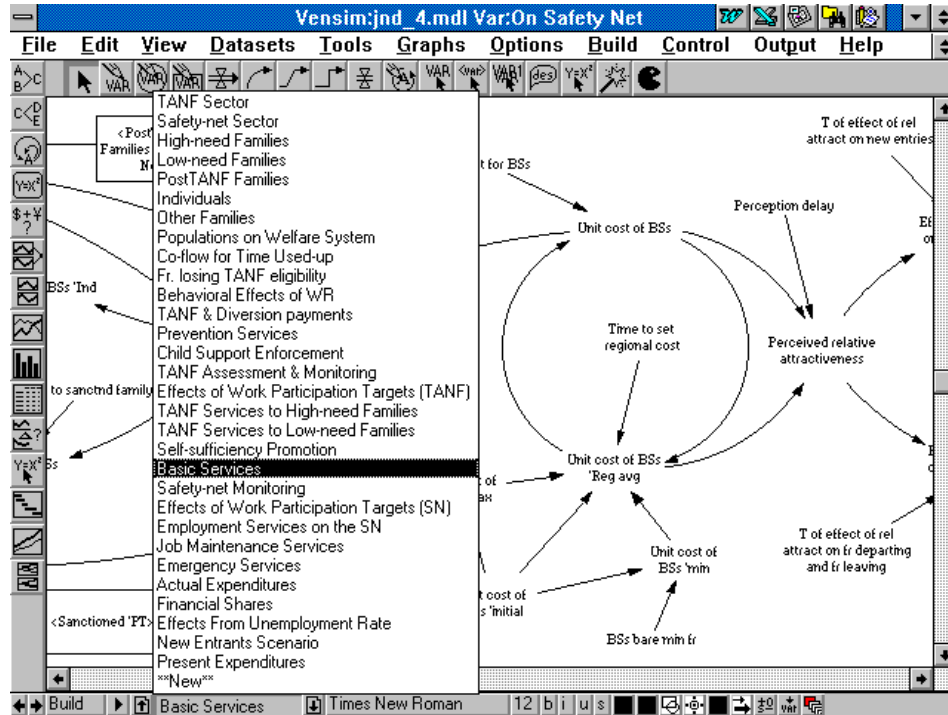 Vensim:jnd_4.mdl Var:On Safety Net
File Edit View Datasets Tools Graphs Options Build Control Output Help
TANF Sector
Safety-net Sector
High-need Families
Low-need Families
PostTANF Families
Individuals
Other Families
Populations on Welfare System
Co-flow for Time Used-up
Fr. losing TANF eligibility
Behavioral Effects of WR
TANF & Diversion payments
Prevention Services
Child Support Enforcement
TANF Assessment & Monitoring
Effects of Work Participation Targets (TANF)
TANF Services to High-need Families
TANF Services to Low-need Families
Self-sufficiency Promotion
Basic Services
Safety-net Monitoring
Effects of Work Participation Targets (SN)
Employment Services on the SN
Job Maintenance Services
Emergency Services
Actual Expenditures
Financial Shares
Effects From Unemployment Rate
New Entrants Scenario
Present Expenditures
**New**
<Post
Families
BSs 'Ind
to sanctnd family
Ss
<Sanctioned 'PT>
t for BSs
Unit cost of BSs
T of effect of rel
attract on new entries
Perception delay
Time to set
regional cost
Perceived relative
attractiveness
Unit cost of BSs
'Reg avg
of
ax
t cost of
s 'initial
Unit cost of
BSs 'min
BSs bare min fr
T of effect of rel
attract on fr departing
and fr leaving
Build Basic Services Times New Roman 12 b i u s